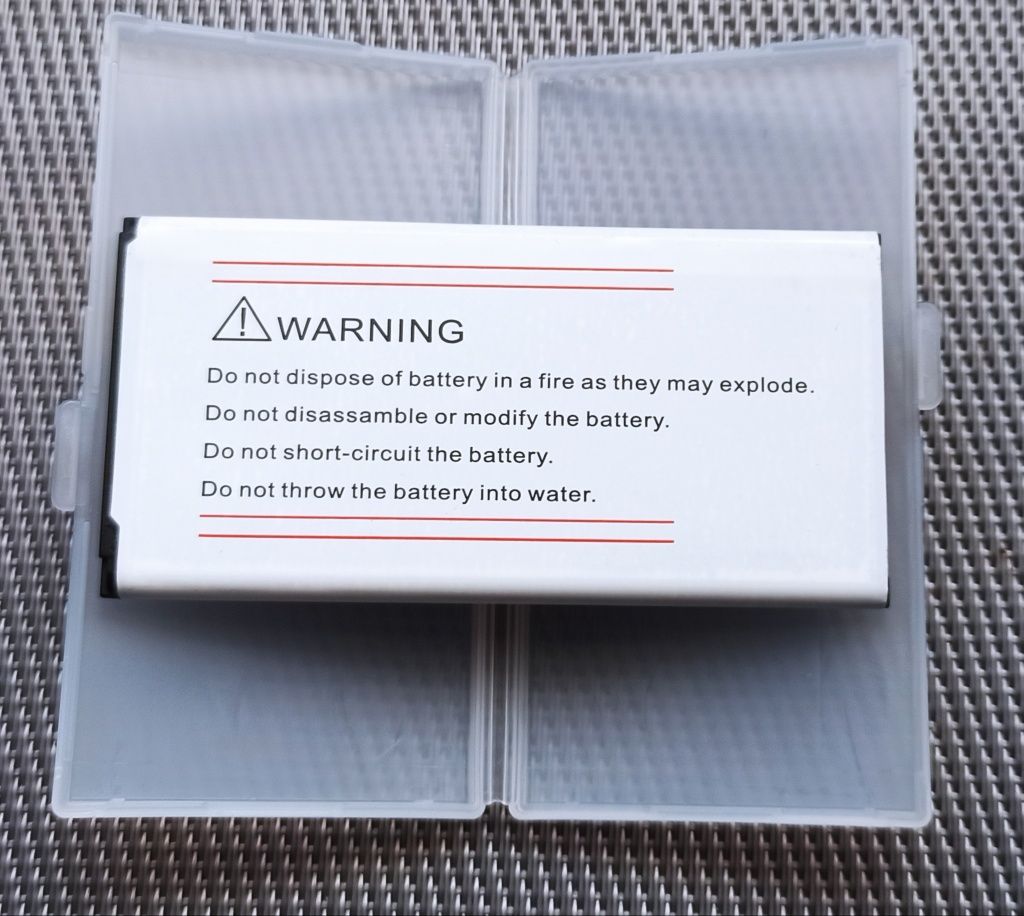 WARNING
Do not dispose of battery in a fire as they may explode.
Do not disassamble or modify the battery.
Do not short-circuit the battery.
Do not throw the battery into water.